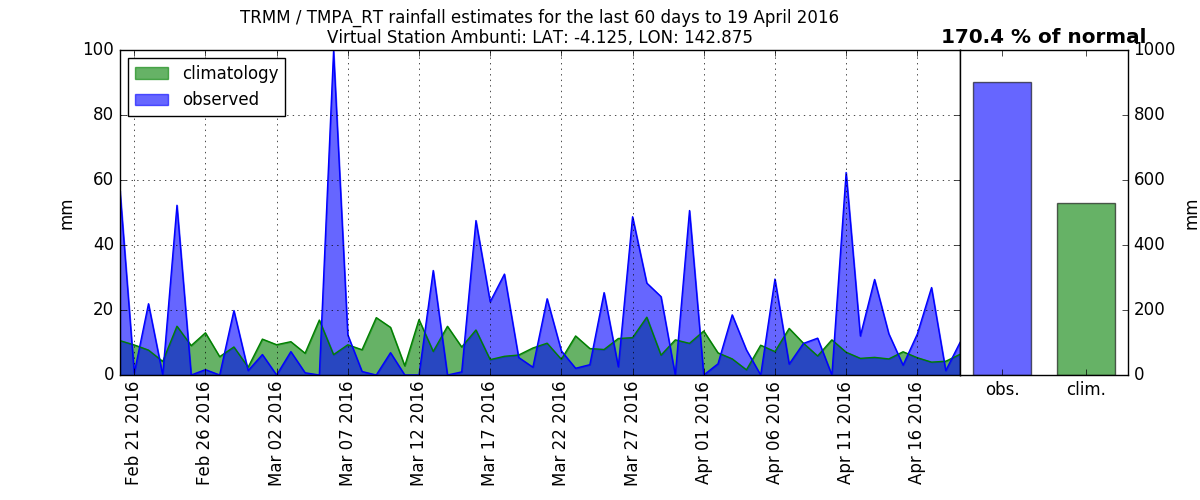 TRMM / TMPA_RT rainfall estimates for the last 60 days to 19 April 2016
Virtual Station Ambunti: LAT: -4.125, LON: 142.875
170.4 % of normal
climatology
observed
100
80
60
40
20
0
mm
Feb 21 2016
Feb 26 2016
Mar 02 2016
Mar 07 2016
Mar 12 2016
Mar 17 2016
Mar 22 2016
Mar 27 2016
Apr 01 2016
Apr 06 2016
Apr 11 2016
Apr 16 2016
1000
800
600
400
200
0
mm
obs.
clim.